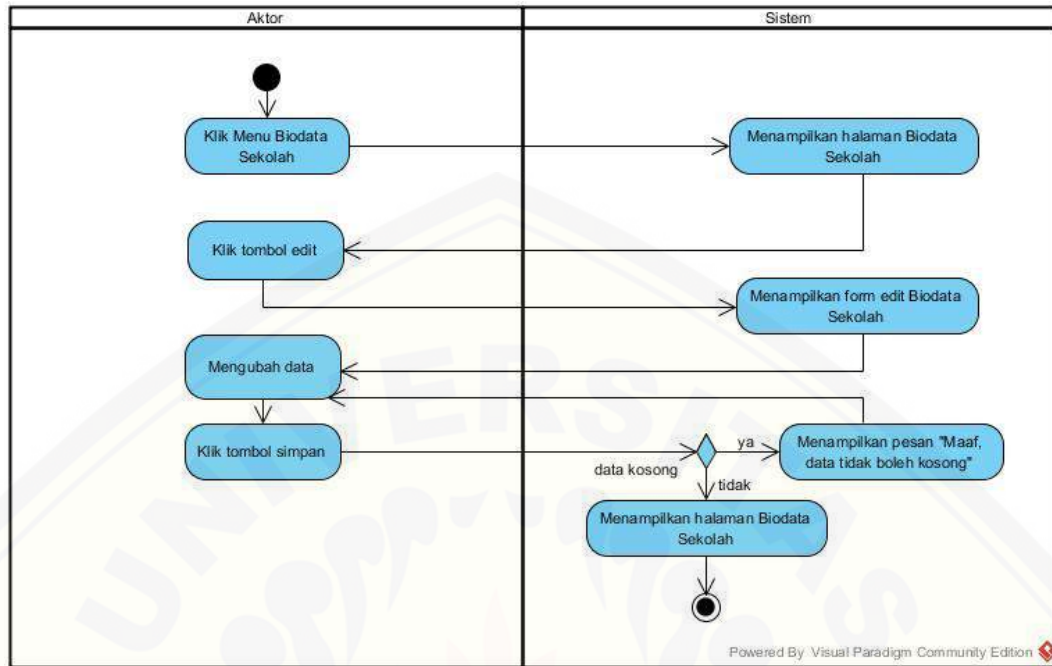 Aktor
Sistem
Klik Menu Biodata
Sekolah
Menampilkan halaman Biodata
Sekolah
Klik tombol edit
Menampilkan form edit Biodata
Sekolah
Mengubah data
Klik tombol simpan
data kosong
ya
Menampilkan pesan "Maaf,
data tidak boleh kosong"
tidak
Menampilkan halaman Biodata
Sekolah
UNIVERSITAS
Powered By Visual Paradigm Community Edition